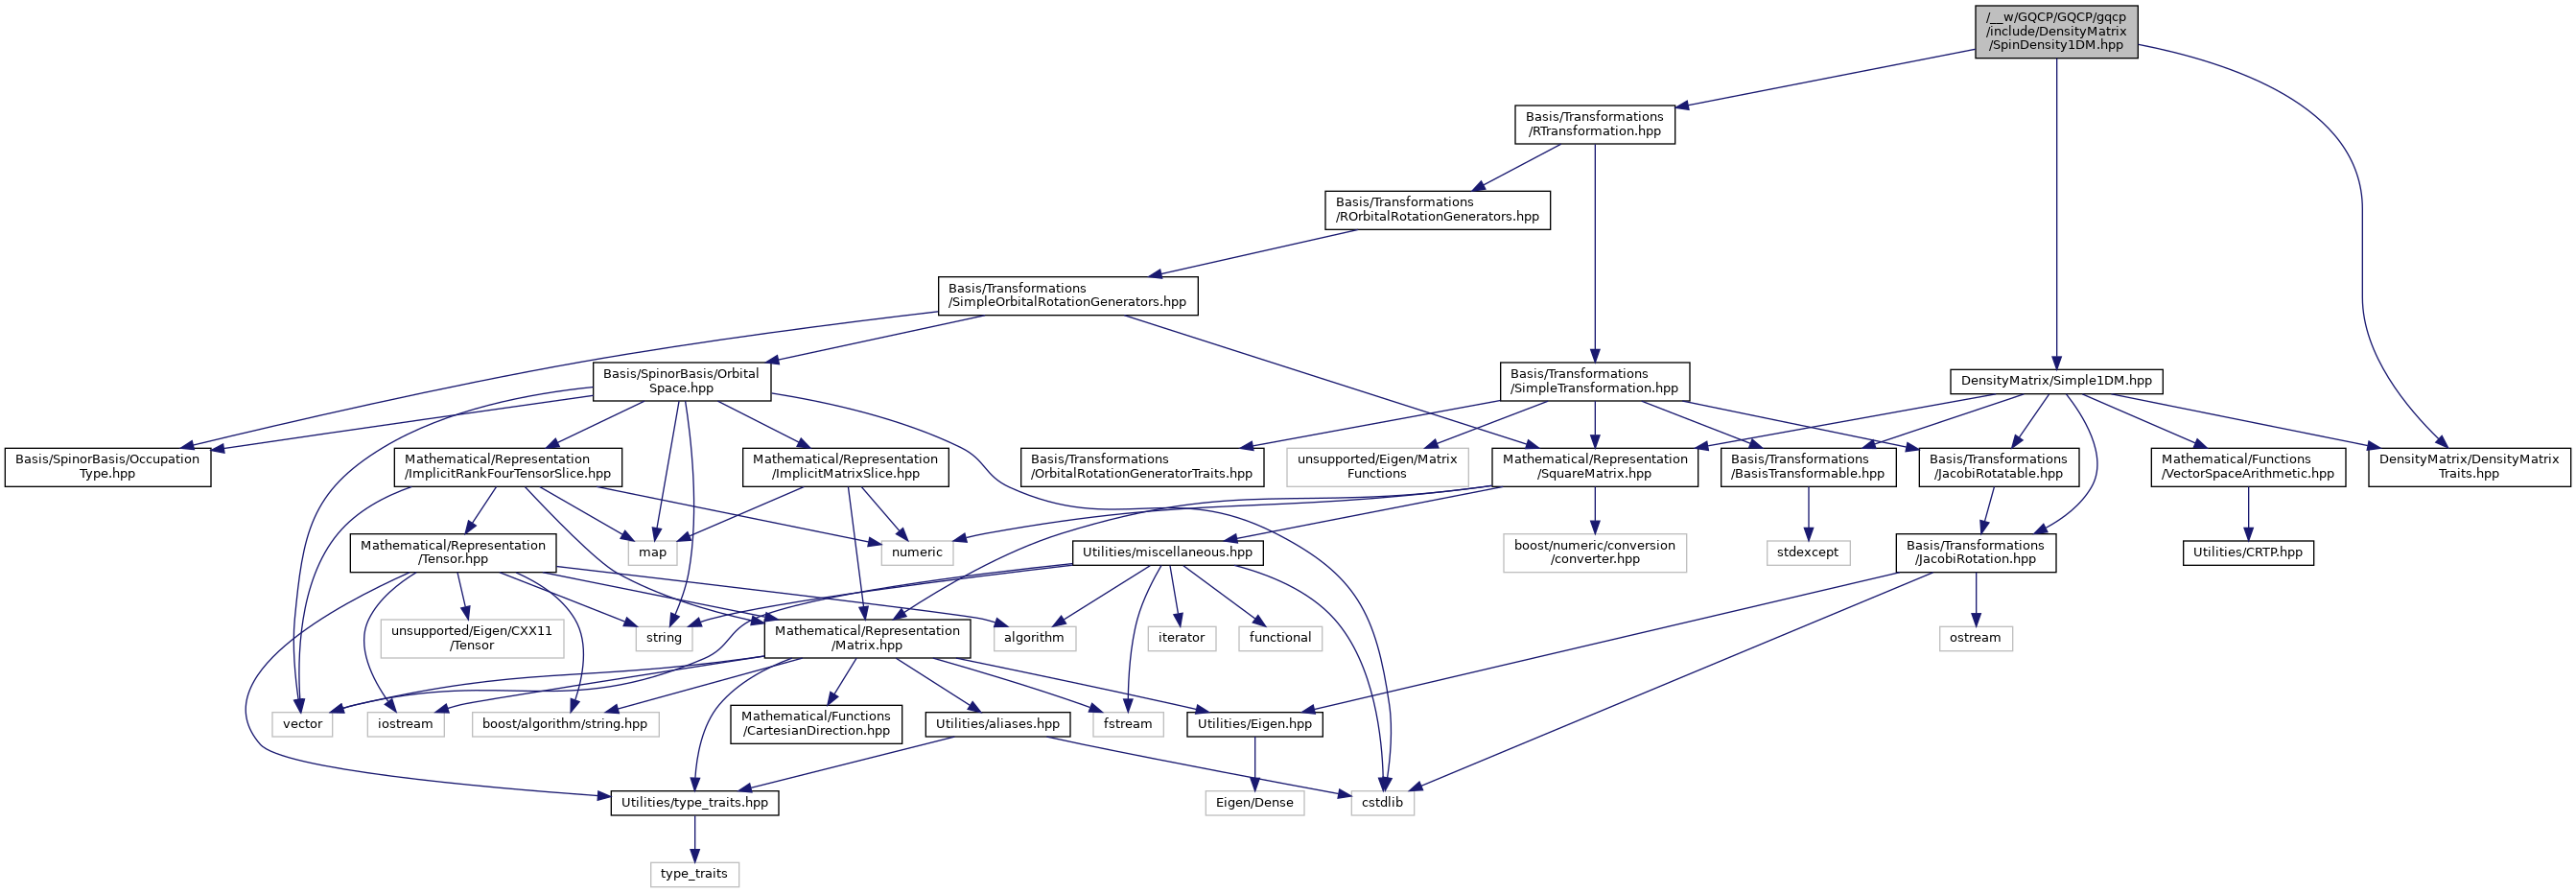 /__w/GQCP/GQCP/gqcp
/include/DensityMatrix
/SpinDensity1DM.hpp
Basis/Transformations
/RTransformation.hpp
Basis/Transformations
/ROrbitalRotationGenerators.hpp
Basis/Transformations
/SimpleOrbitalRotationGenerators.hpp
Basis/SpinorBasis/Orbital
Space.hpp
Basis/Transformations
/SimpleTransformation.hpp
DensityMatrix/Simple1DM.hpp
Basis/SpinorBasis/Occupation
Type.hpp
Mathematical/Representation
/ImplicitRankFourTensorSlice.hpp
Mathematical/Representation
/ImplicitMatrixSlice.hpp
Basis/Transformations
/OrbitalRotationGeneratorTraits.hpp
unsupported/Eigen/Matrix
Functions
Mathematical/Representation
/SquareMatrix.hpp
Basis/Transformations
/BasisTransformable.hpp
Basis/Transformations
/JacobiRotatable.hpp
Mathematical/Functions
/VectorSpaceArithmetic.hpp
DensityMatrix/DensityMatrix
Traits.hpp
Mathematical/Representation
/Tensor.hpp
map
numeric
Utilities/miscellaneous.hpp
boost/numeric/conversion
/converter.hpp
stdexcept
Basis/Transformations
/JacobiRotation.hpp
Utilities/CRTP.hpp
unsupported/Eigen/CXX11
/Tensor
string
Mathematical/Representation
/Matrix.hpp
algorithm
iterator
functional
ostream
vector
iostream
boost/algorithm/string.hpp
Mathematical/Functions
/CartesianDirection.hpp
Utilities/aliases.hpp
fstream
Utilities/Eigen.hpp
Utilities/type_traits.hpp
Eigen/Dense
cstdlib
type_traits